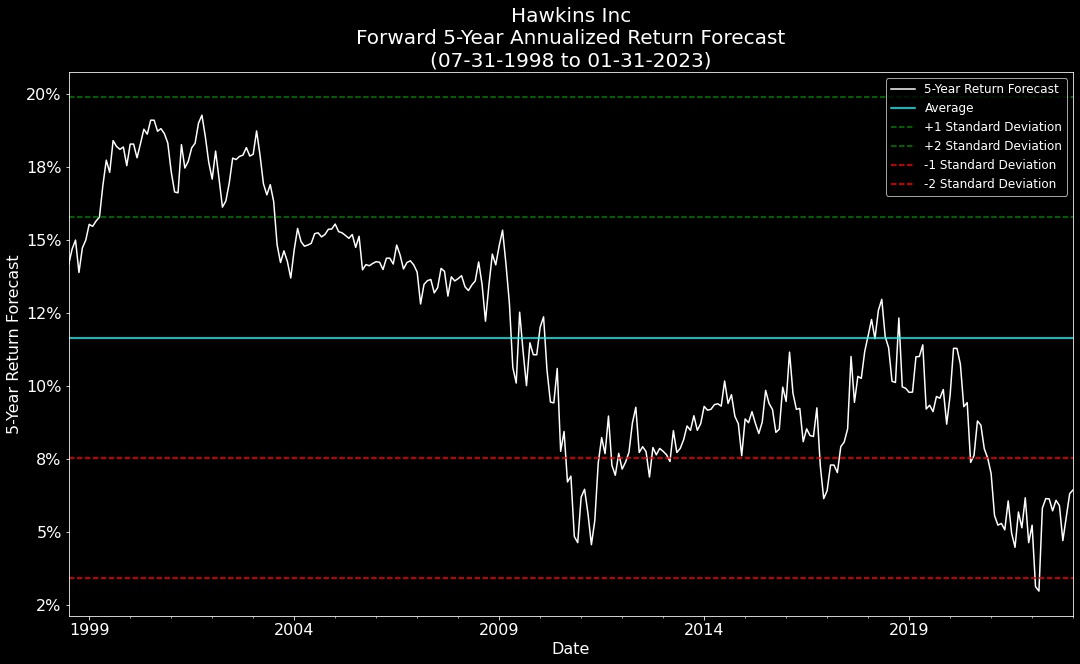 Hawkins Inc
Forward 5-Year Annualized Return Forecast
(07-31-1998 to 01-31-2023)
5-Year Return Forecast
Average
+1 Standard Deviation
+2 Standard Deviation
-1 Standard Deviation
-2 Standard Deviation
20%
18%
15%
12%
10%
8%
5%
2%
5-Year Return Forecast
1999
2004
2009
2014
2019
Date